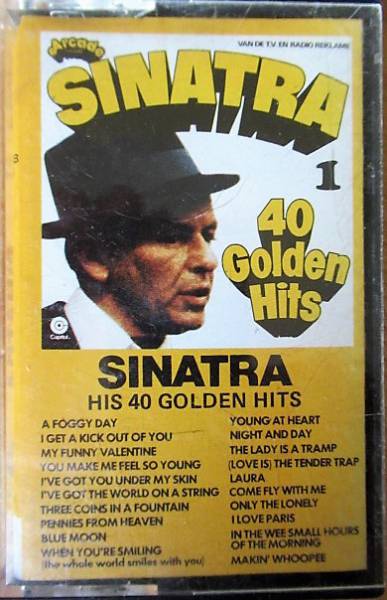 Arcade
VAN DE T.V. EN RADIO REKLAME
SINATRA
1
40
Golden
Hits
Capitol
SINATRA
HIS 40 GOLDEN HITS
A FOGGY DAY
I GET A KICK OUT OF YOU
MY FUNNY VALENTINE
YOU MAKE ME FEEL SO YOUNG
I'VE GOT YOU UNDER MY SKIN
I'VE GOT THE WORLD ON A STRING
THREE COINS IN A FOUNTAIN
PENNIES FROM HEAVEN
BLUE MOON
WHEN YOU'RE SMILING
(the whole world smiles with you)
YOUNG AT HEART
NIGHT AND DAY
THE LADY IS A TRAMP
(LOVE IS) THE TENDER TRAP
LAURA
COME FLY WITH ME
ONLY THE LONELY
I LOVE PARIS
IN THE WEE SMALL HOURS
OF THE MORNING
MAKIN' WHOOPEE